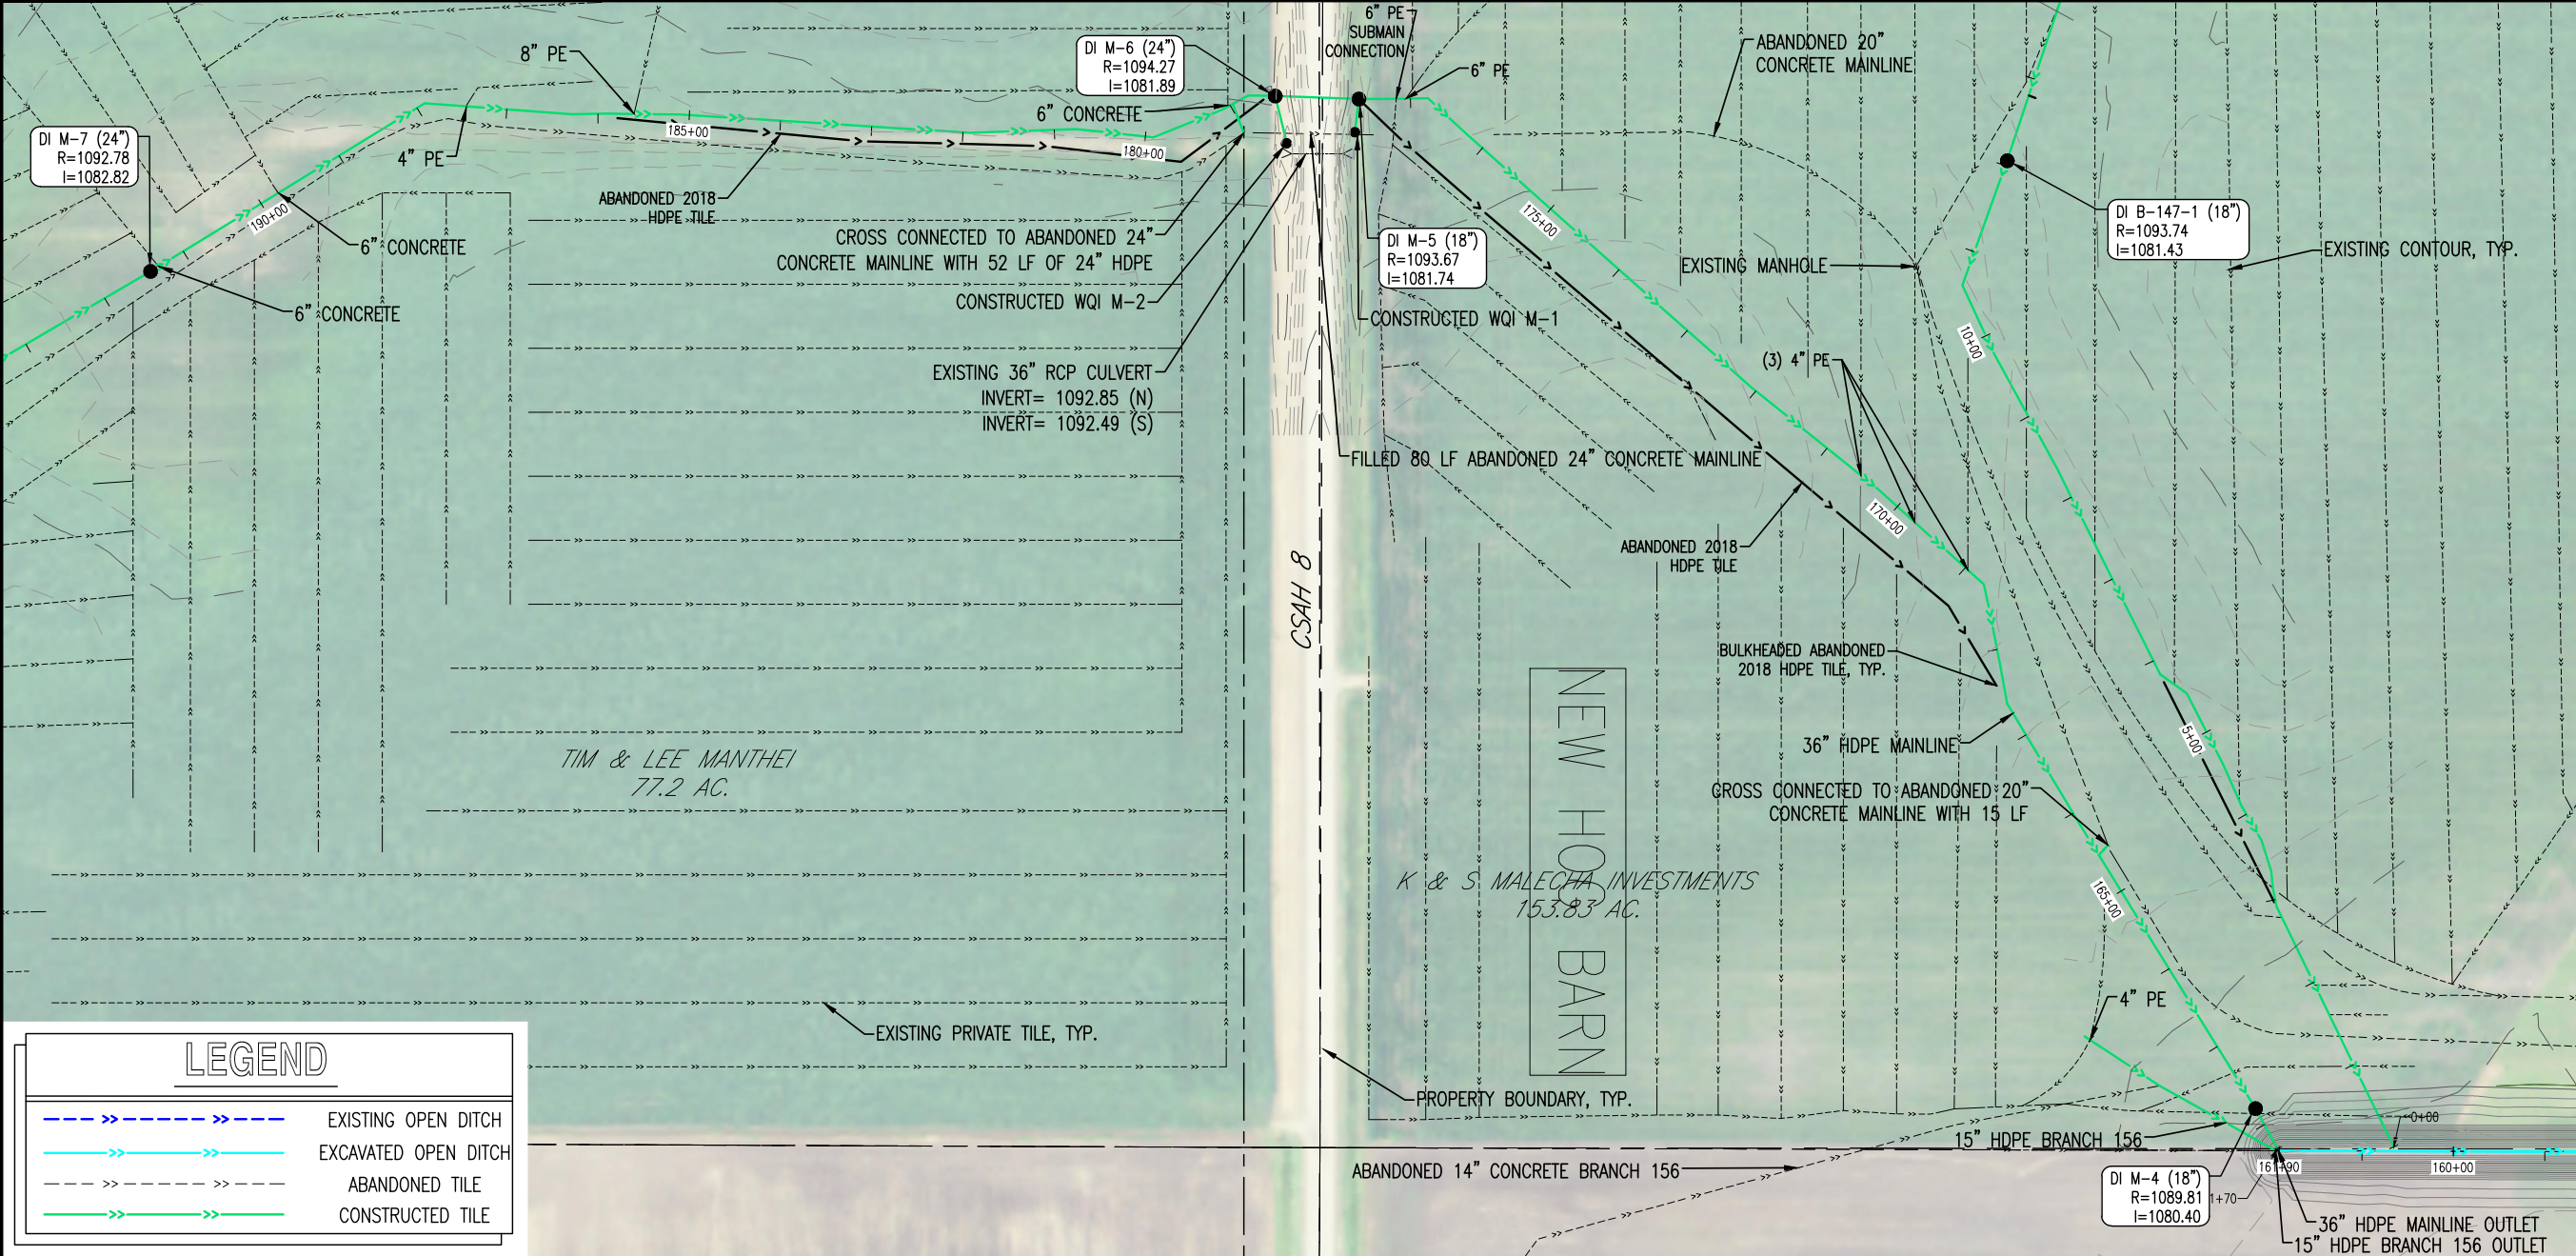 DI M-7 (24")
R=1092.78
I=1082.82
8" PE
4" PE
190+00
6" CONCRETE
6" CONCRETE
185+00
ABANDONED 2018
HDPE TILE
180+00
DI M-6 (24")
R=1094.27
I=1081.89
6" CONCRETE
CROSS CONNECTED TO ABANDONED 24"
CONCRETE MAINLINE WITH 52 LF OF 24" HDPE
CONSTRUCTED WQI M-2
EXISTING 36" RCP CULVERT
INVERT= 1092.85 (N)
INVERT= 1092.49 (S)
6" PE
SUBMAIN
CONNECTION
6" PE
DI M-5 (18")
R=1093.67
I=1081.74
CONSTRUCTED WQI M-1
FILLED 80 LF ABANDONED 24" CONCRETE MAINLINE
175+00
ABANDONED 20"
CONCRETE MAINLINE
EXISTING MANHOLE
DI B-147-1 (18")
R=1093.74
I=1081.43
EXISTING CONTOUR, TYP.
10+00
(3) 4" PE
170+00
ABANDONED 2018
HDPE TILE
CSAH 8
BULKHEADED ABANDONED
2018 HDPE TILE, TYP.
36" HDPE MAINLINE
5+00
CROSS CONNECTED TO ABANDONED 20"
CONCRETE MAINLINE WITH 15 LF
165+00
TIM & LEE MANTHEI
77.2 AC.
NEW HOG BARN
K & S MALECHA INVESTMENTS
153.83 AC.
4" PE
EXISTING PRIVATE TILE, TYP.
PROPERTY BOUNDARY, TYP.
0+00
15" HDPE BRANCH 156
ABANDONED 14" CONCRETE BRANCH 156
161+90
160+00
DI M-4 (18")
R=1089.81
I=1080.40
1+70
36" HDPE MAINLINE OUTLET
15" HDPE BRANCH 156 OUTLET
LEGEND
EXISTING OPEN DITCH
EXCAVATED OPEN DITCH
ABANDONED TILE
CONSTRUCTED TILE